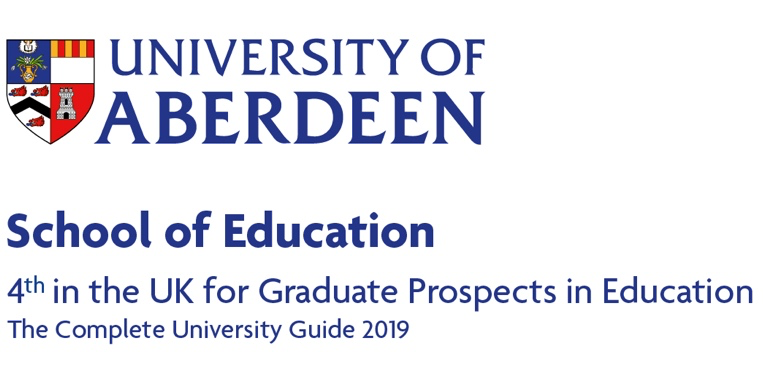 UNIVERSITY OF
ABERDEEN
School of Education
4th in the UK for Graduate Prospects in Education
The Complete University Guide 2019